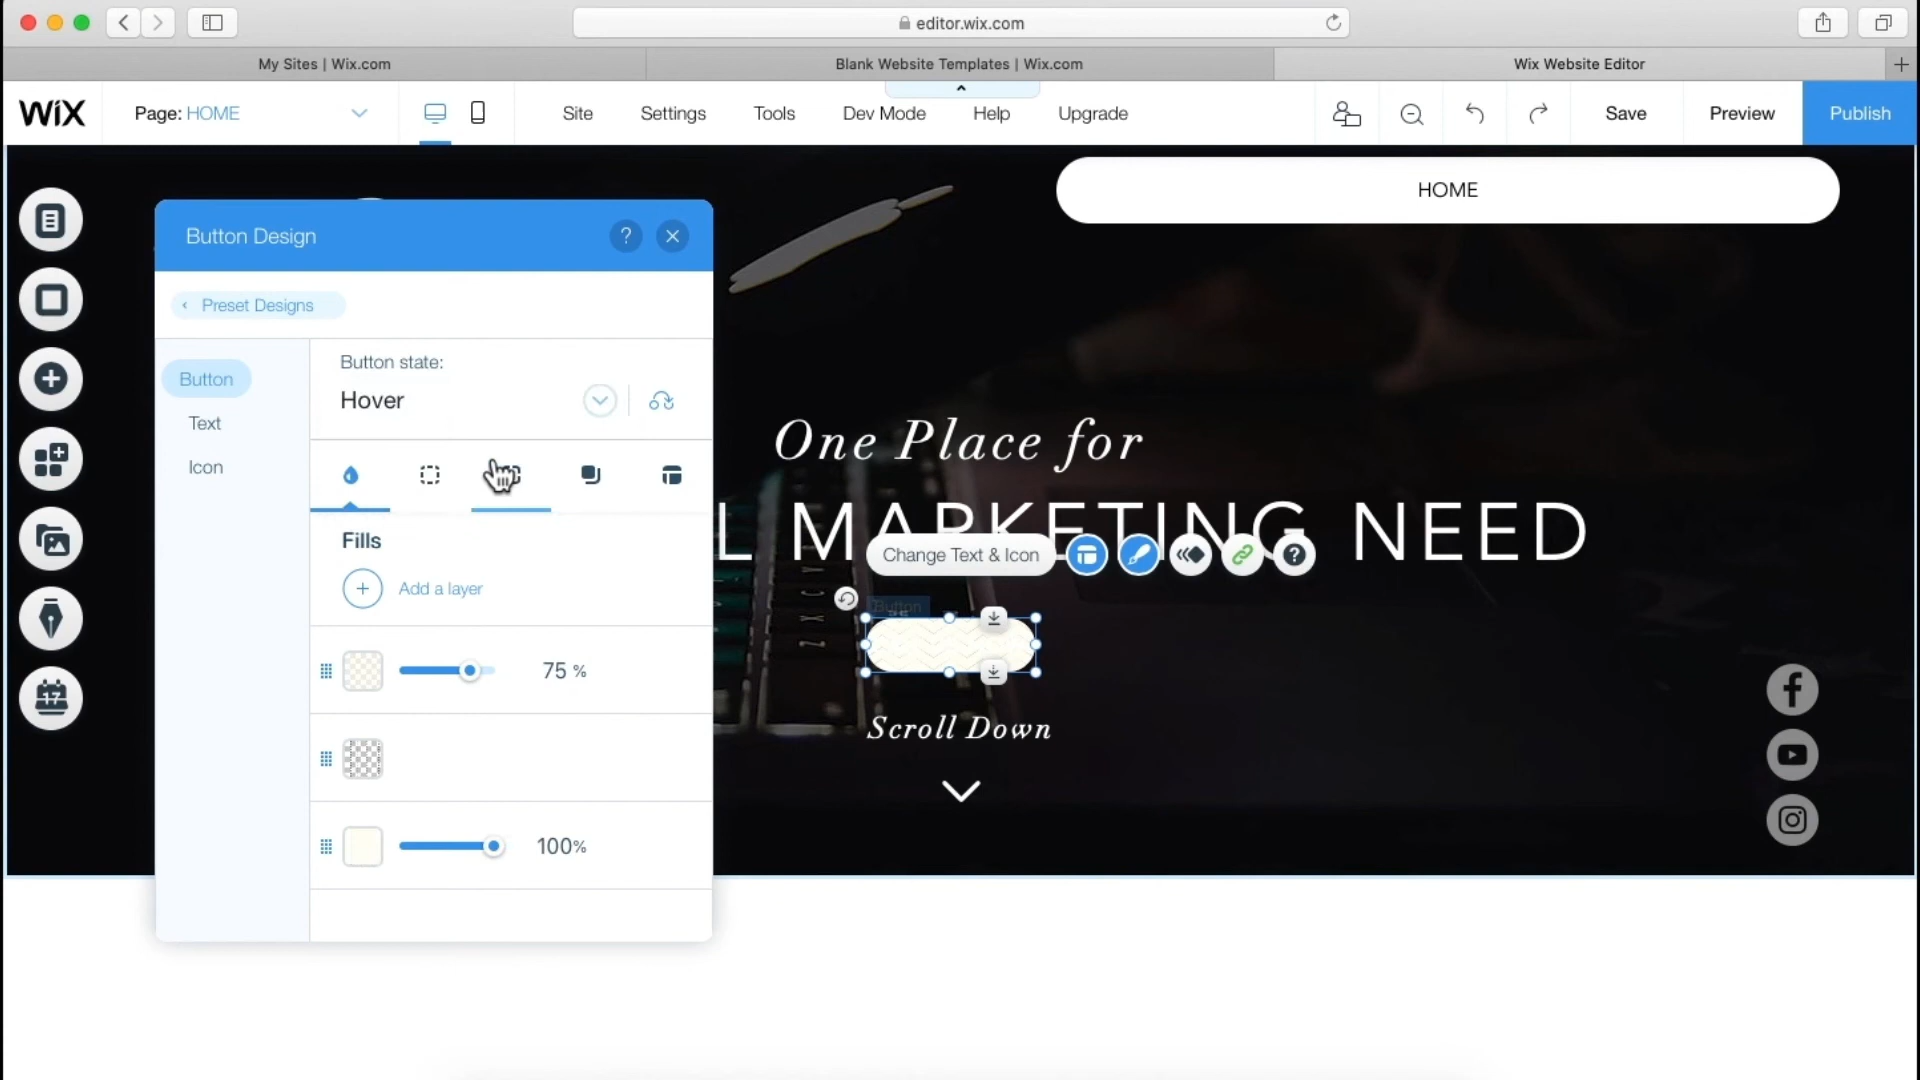 editor.wix.com
My Sites | Wix.com
Blank Website Templates | Wix.com
Wix Website Editor
WiX
Page: HOME
Site
Settings
Tools
Dev Mode
Help
Upgrade
Save
Preview
Publish
HOME
Button Design
?
Preset Designs
Button
Text
Icon
Button state:
Hover
Fills
Add a layer
75 %
100%
One Place for
L MARKETING NEED
Change Text & Icon
?
Button
Scroll Down
17